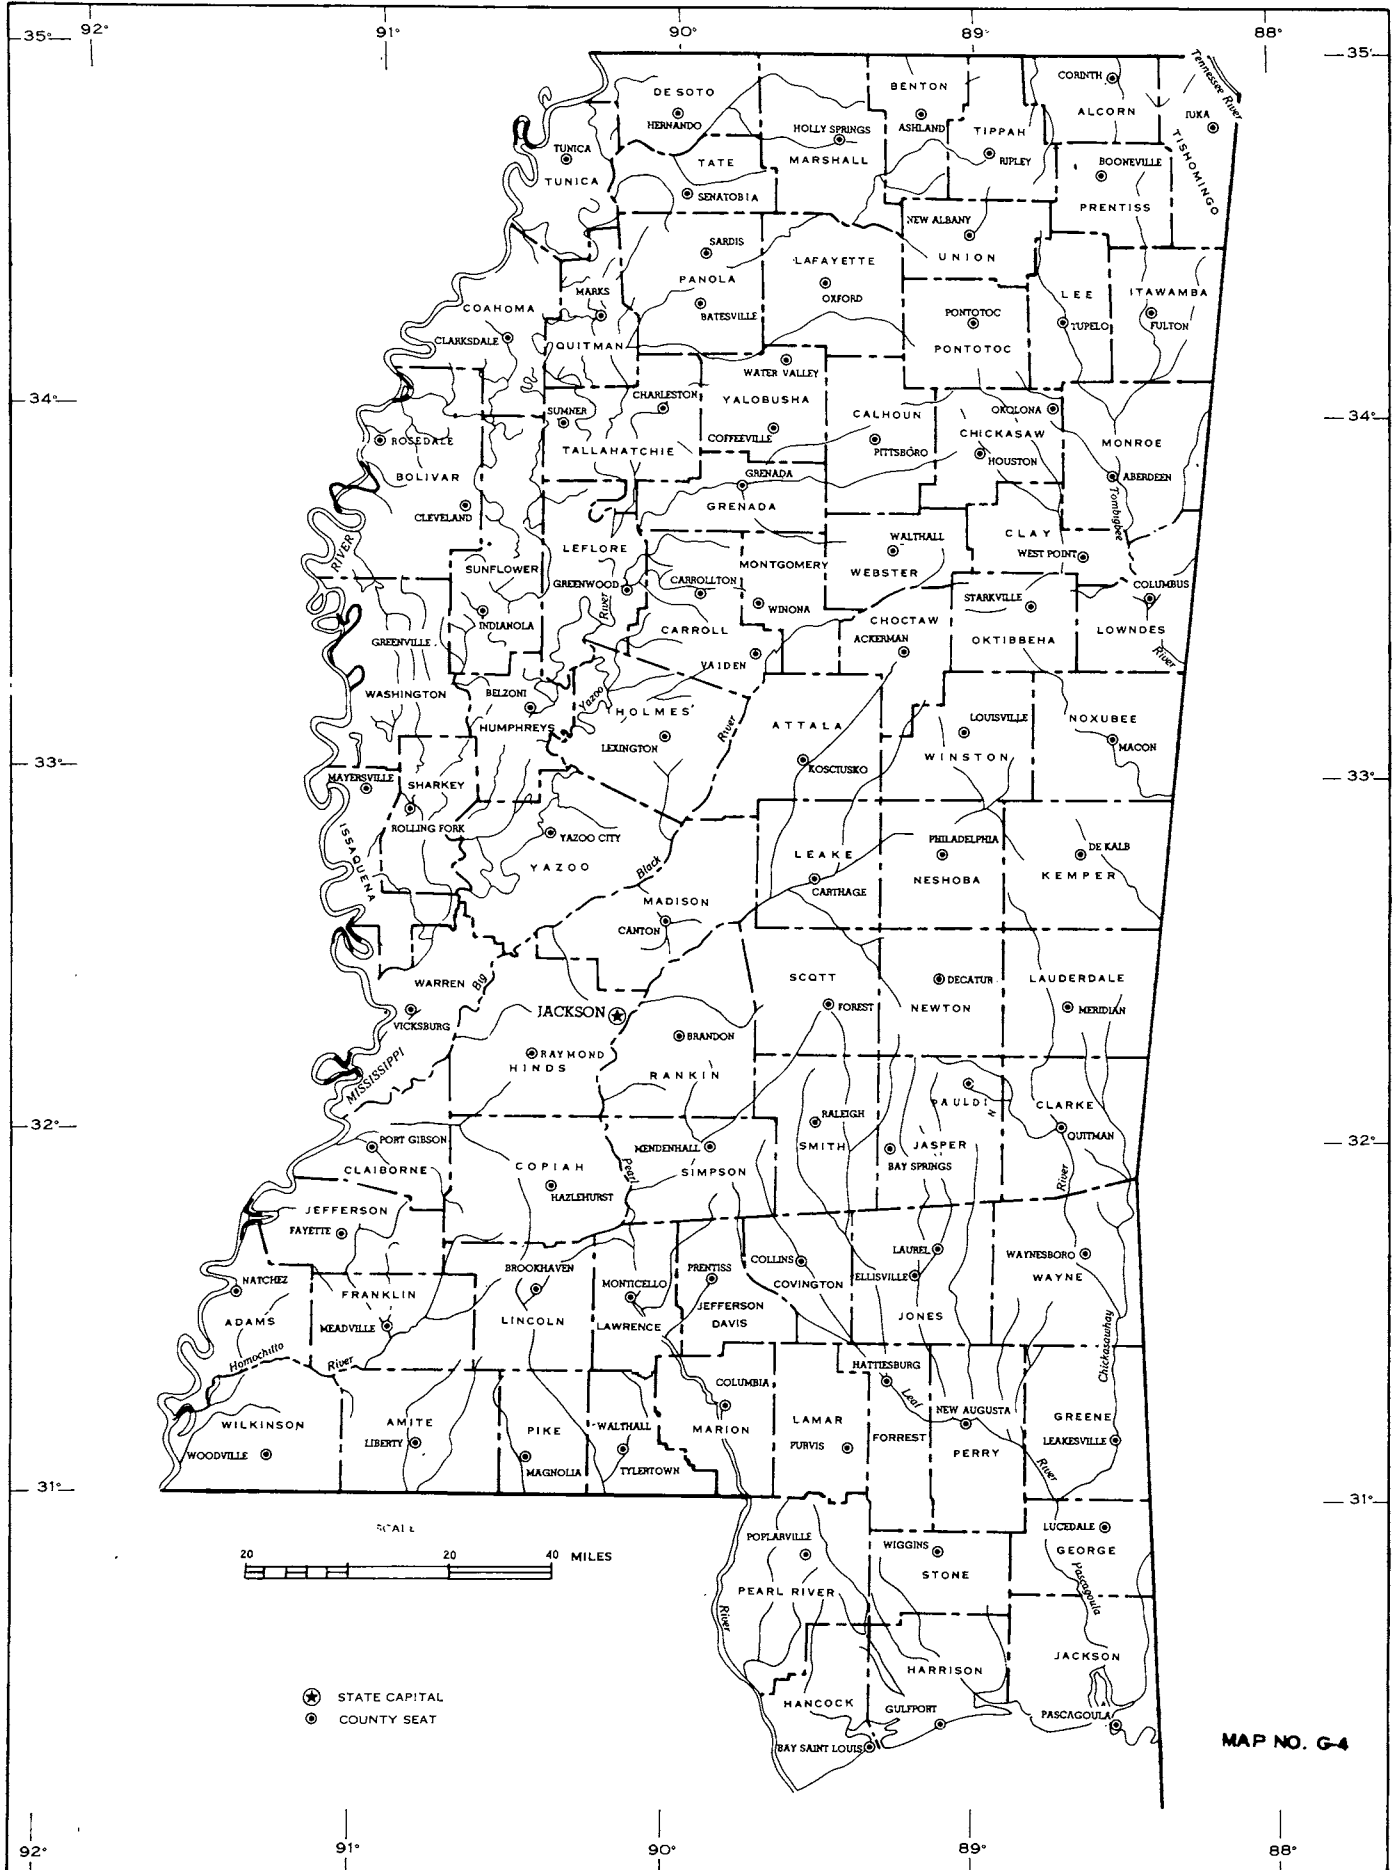 92°
91°
90°
89°
88°
35°
35°
Tennessee River
CORINTH
ALCORN
IUKA
TISHOMINGO
BENTON
ASHLAND
TIPPAH
RIPLEY
DE SOTO
HERNANDO
HOLLY SPRINGS
MARSHALL
TUNICA
TUNICA
TATE
SENATOBIA
BOONEVILLE
PRENTISS
NEW ALBANY
UNION
SARDIS
PANOLA
BATESVILLE
LAFAYETTE
OXFORD
LEE
TUPELO
ITAWAMBA
FULTON
MARKS
QUITMAN
COAHOMA
CLARKSDALE
PONTOTOC
PONTOTOC
WATER VALLEY
YALOBUSHA
COFFEEVILLE
CHARLESTON
SUMNER
TALLAHATCHIE
CALHOUN
PITTSBORO
OKOLONA
CHICKASAW
HOUSTON
MONROE
ABERDEEN
Tombigbee
34°
34°
ROSEDALE
BOLIVAR
CLEVELAND
GRENADA
GRENADA
RIVER
LEFLORE
GREENWOOD
SUNFLOWER
INDIANOLA
CARROLLTON
CARROLL
VAIDEN
MONTGOMERY
WINONA
WALTHALL
WEBSTER
CLAY
WEST POINT
COLUMBUS
LOWNDES
River
STARKVILLE
OKTIBBEHA
CHOCTAW
ACKERMAN
River
GREENVILLE
WASHINGTON
BELZONI
HUMPHREYS
Yazoo
HOLMES
LEXINGTON
River
ATTALA
KOSCIUSKO
LOUISVILLE
WINSTON
NOXUBEE
MACON
33°
33°
MAYERSVILLE
SHARKEY
ROLLING FORK
ISSAQUENA
YAZOO CITY
YAZOO
Black
LEAKE
CARTHAGE
PHILADELPHIA
NESHOBA
DE KALB
KEMPER
MADISON
CANTON
WARREN
Big
VICKSBURG
MISSISSIPPI
JACKSON
RAYMOND
HINDS
BRANDON
RANKIN
SCOTT
FOREST
DECATUR
NEWTON
LAUDERDALE
MERIDIAN
32°
32°
PORT GIBSON
CLAIBORNE
COPIAH
HAZLEHURST
Pearl
MENDENHALL
SIMPSON
RALEIGH
SMITH
PAULDI
N
JASPER
BAY SPRINGS
CLARKE
QUITMAN
River
JEFFERSON
FAYETTE
NATCHEZ
ADAMS
FRANKLIN
MEADVILLE
BROOKHAVEN
LINCOLN
MONTICELLO
LAWRENCE
PRENTISS
JEFFERSON
DAVIS
COLLINS
COVINGTON
LAUREL
ELLISVILLE
JONES
WAYNESBORO
WAYNE
Chickasawhay
Homochitto
River
WILKINSON
WOODVILLE
AMITE
LIBERTY
PIKE
MAGNOLIA
WALTHALL
TYLERTOWN
COLUMBIA
MARION
LAMAR
PURVIS
HATTIESBURG
Leaf
FORREST
NEW AUGUSTA
PERRY
River
GREENE
LEAKESVILLE
31°
31°
SCALE
20
20
40
MILES
POPLARVILLE
PEARL RIVER
River
WIGGINS
STONE
LUCEDALE
GEORGE
Pascagoula
HANCOCK
BAY SAINT LOUIS
HARRISON
GULFPORT
JACKSON
PASCAGOULA
STATE CAPITAL
COUNTY SEAT
MAP NO. G-4
92°
91°
90°
89°
88°